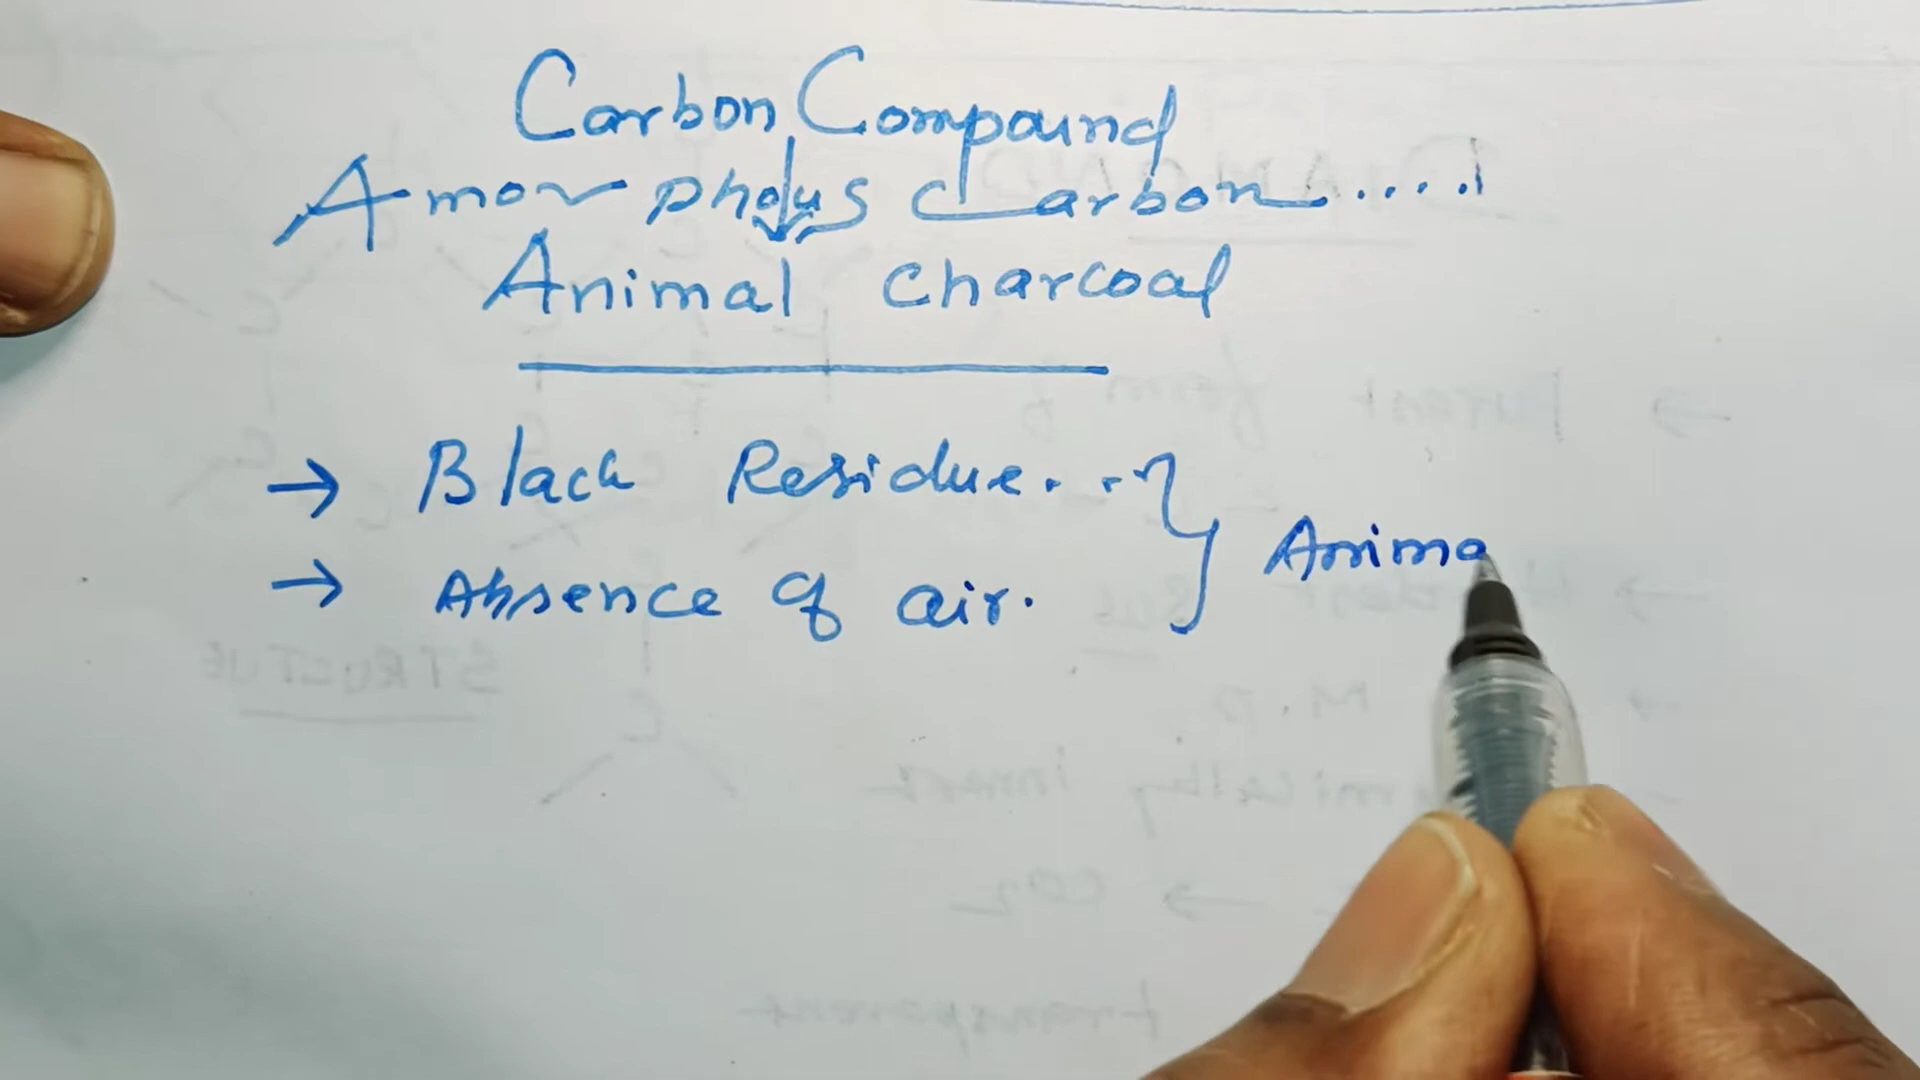 Carbon Compound
Amorphous Carbon.....
Animal Charcoal
→ Black Residue...
→ Absence of air.
Anima